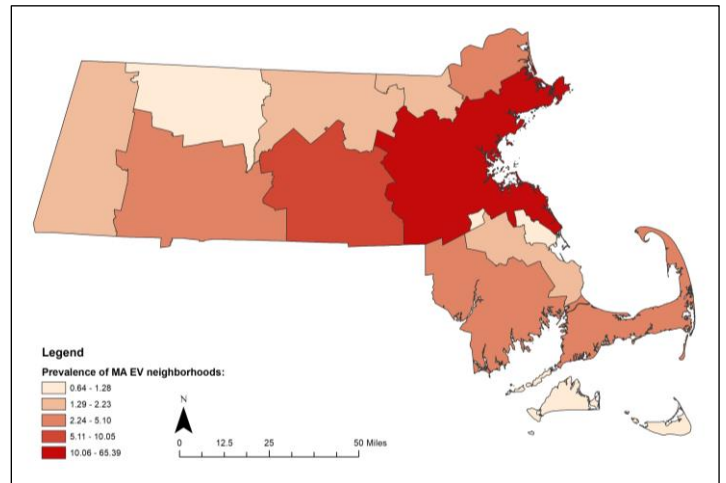 Legend
Prevalence of MA EV neighborhoods:
0.64 - 1.28
1.29 - 2.23
2.24 - 5.10
5.11 - 10.05
10.06 - 65.39
N
0 12.5 25 50 Miles